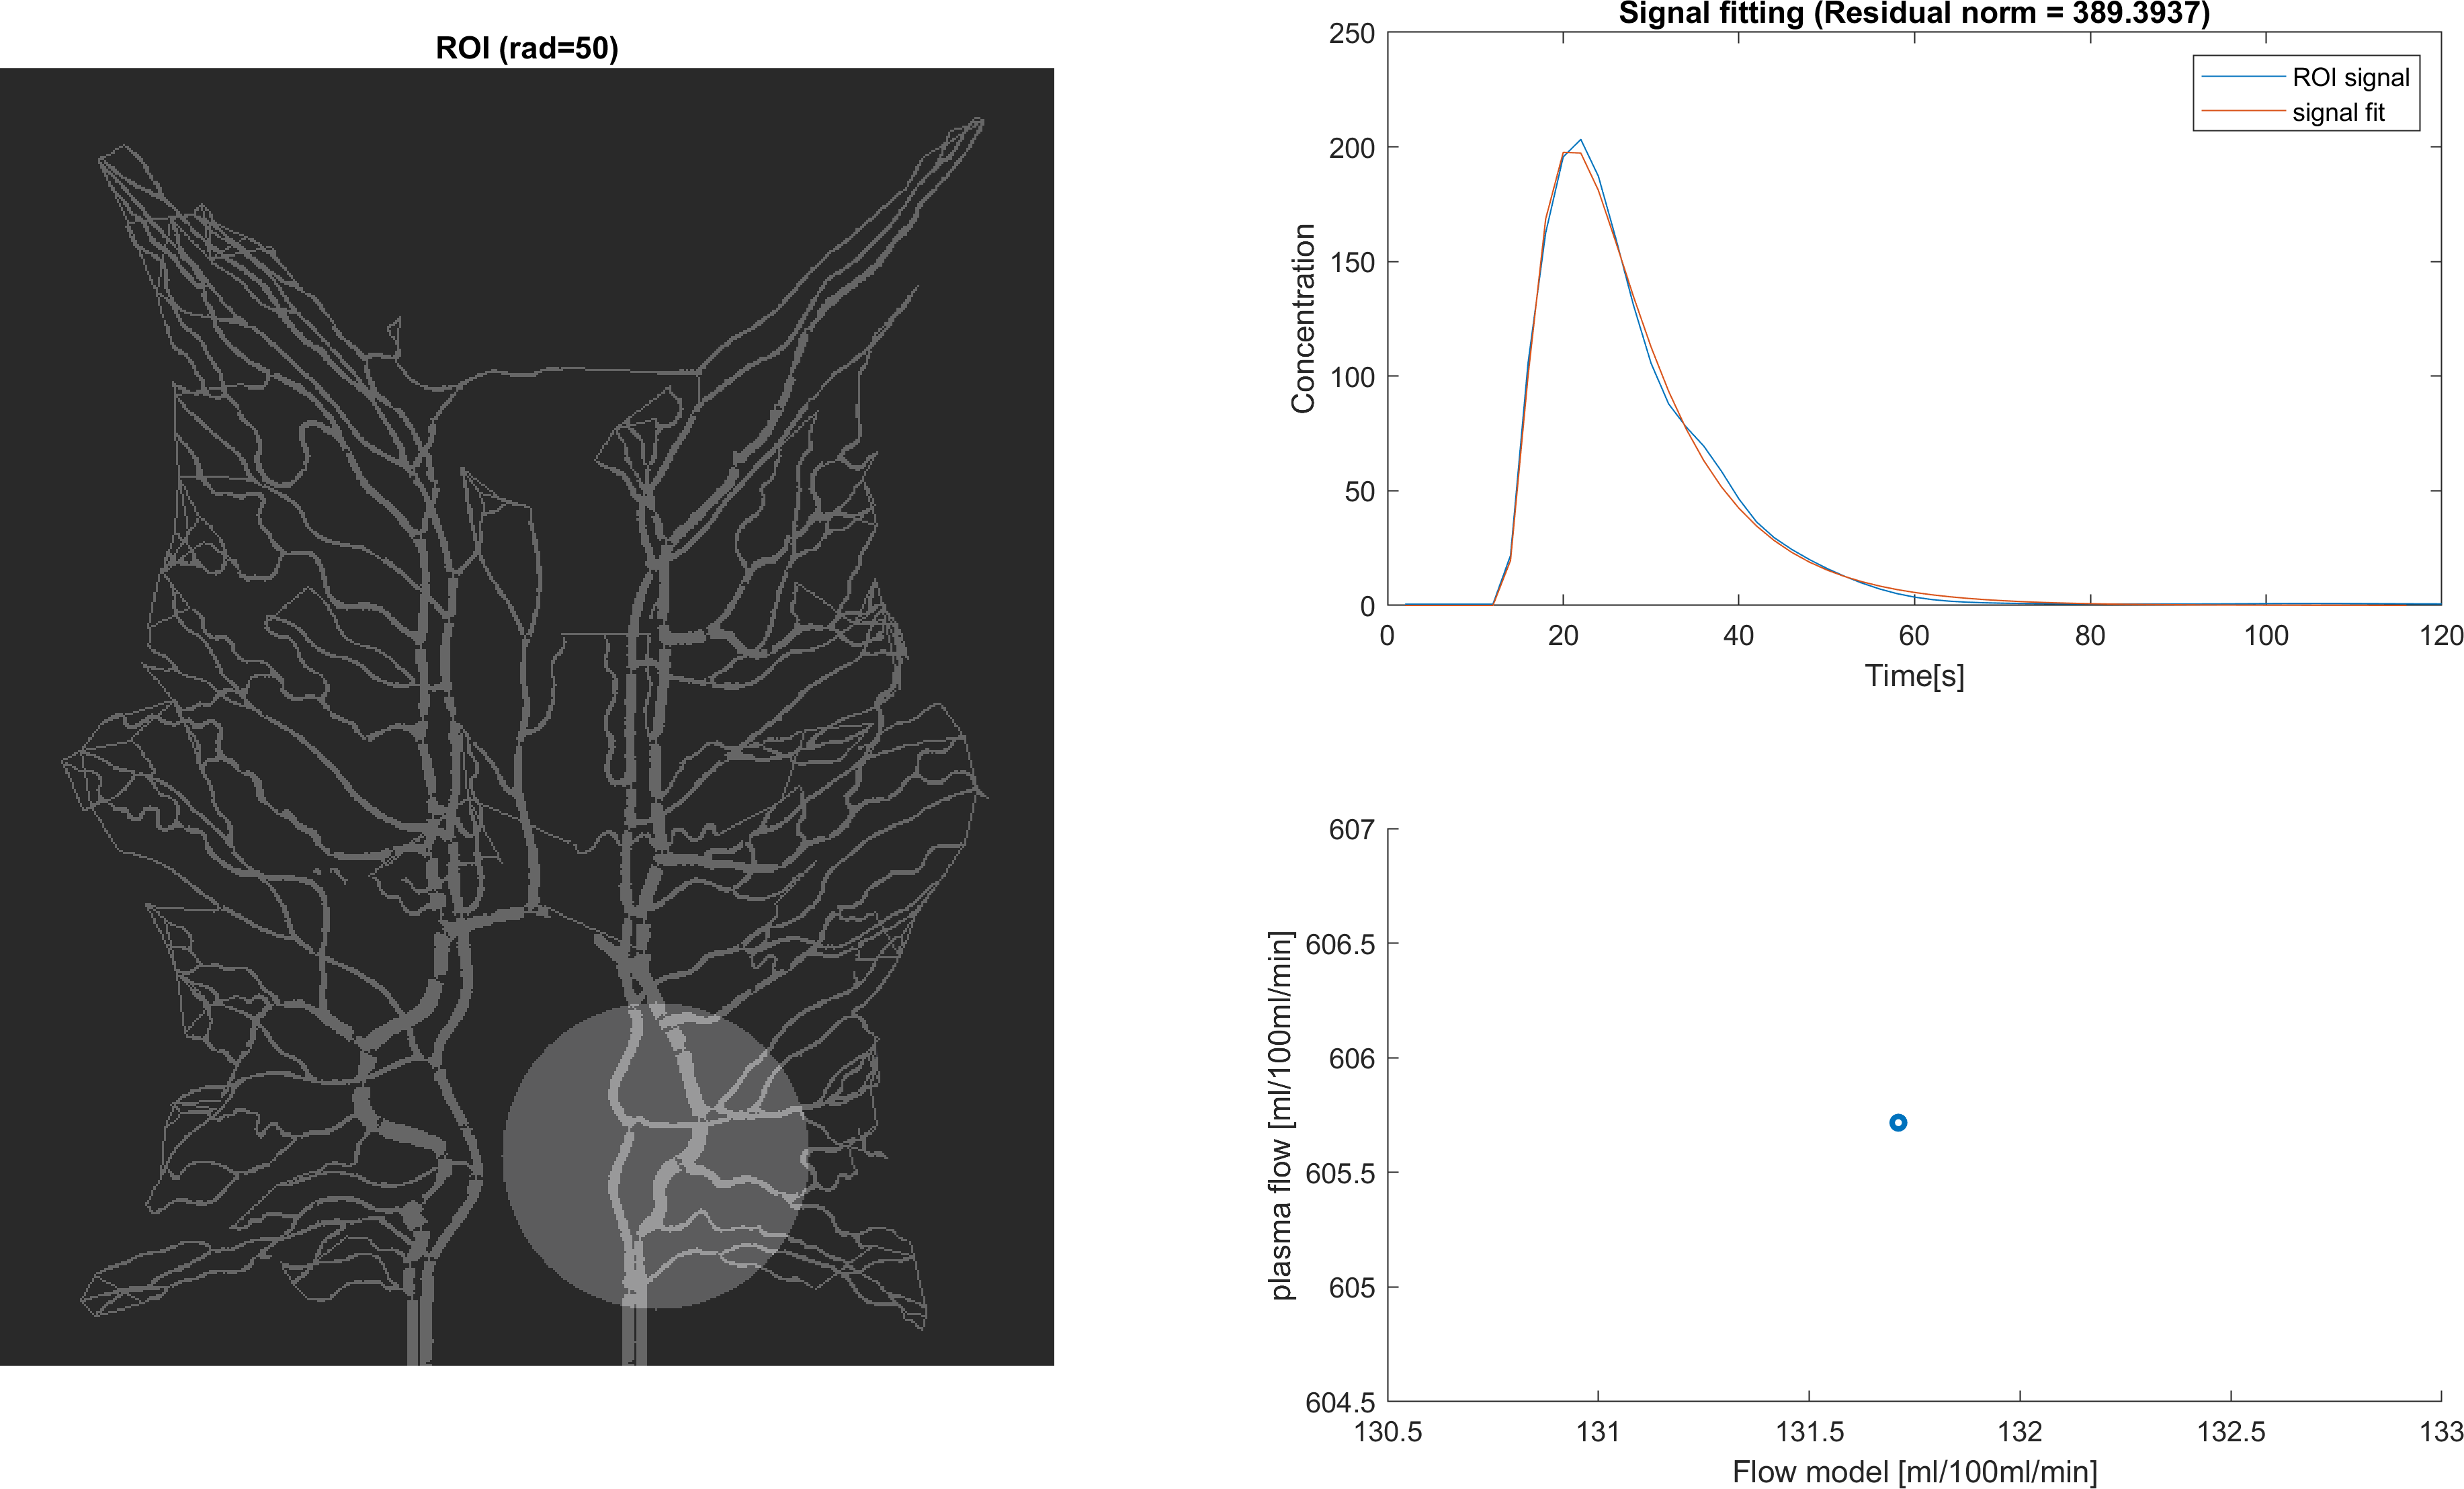 ROI (rad=50)
Signal fitting (Residual norm = 389.3937)
250
200
150
100
50
0
Concentration
ROI signal
signal fit
0 20 40 60 80 100 120
Time[s]
607
606.5
606
605.5
605
604.5
plasma flow [ml/100ml/min]
130.5 131 131.5 132 132.5 133
Flow model [ml/100ml/min]